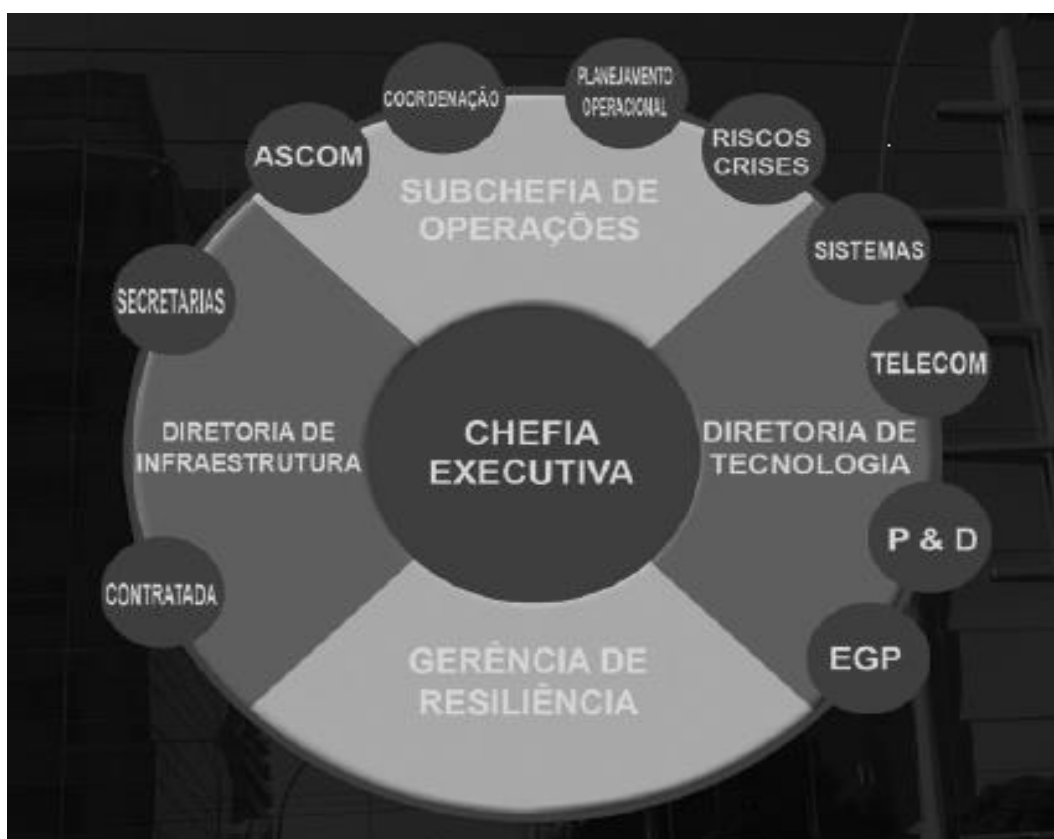 COORDENAÇÃO
PLANEJAMENTO
OPERACIONAL
ASCOM
RISCOS
CRISES
SUBCHEFIA DE
OPERAÇÕES
SISTEMAS
SECRETARIAS
TELECOM
DIRETORIA DE
INFRAESTRUTURA
CHEFIA
EXECUTIVA
DIRETORIA DE
TECNOLOGIA
P & D
CONTRATADA
GERÊNCIA DE
RESILIÊNCIA
EGP